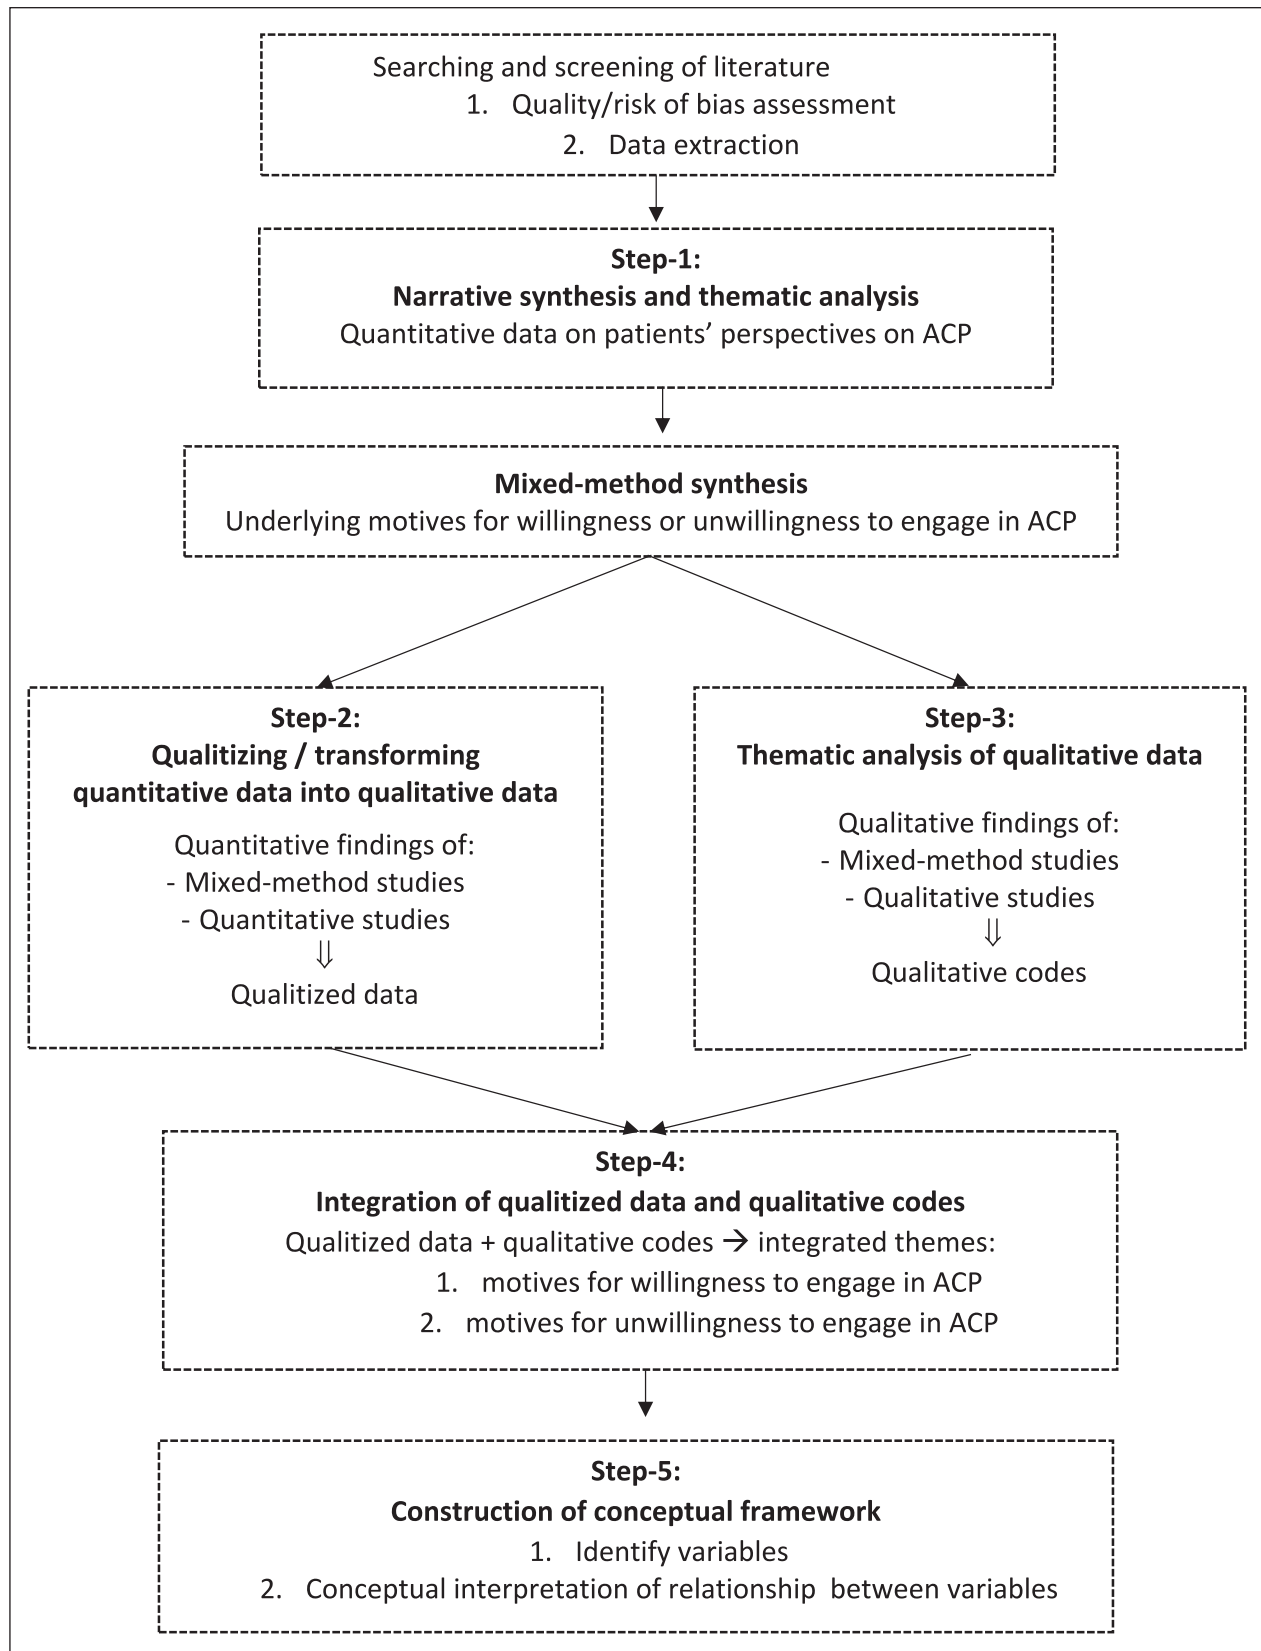 Searching and screening of literature
1. Quality/risk of bias assessment
2. Data extraction
Step-1:
Narrative synthesis and thematic analysis
Quantitative data on patients’ perspectives on ACP
Mixed-method synthesis
Underlying motives for willingness or unwillingness to engage in ACP
Step-2:
Qualitizing / transforming
quantitative data into qualitative data
Quantitative findings of:
- Mixed-method studies
- Quantitative studies
⇓
Qualitized data
Step-3:
Thematic analysis of qualitative data
Qualitative findings of:
- Mixed-method studies
- Qualitative studies
⇓
Qualitative codes
Step-4:
Integration of qualitized data and qualitative codes
Qualitized data + qualitative codes → integrated themes:
1. motives for willingness to engage in ACP
2. motives for unwillingness to engage in ACP
Step-5:
Construction of conceptual framework
1. Identify variables
2. Conceptual interpretation of relationship between variables